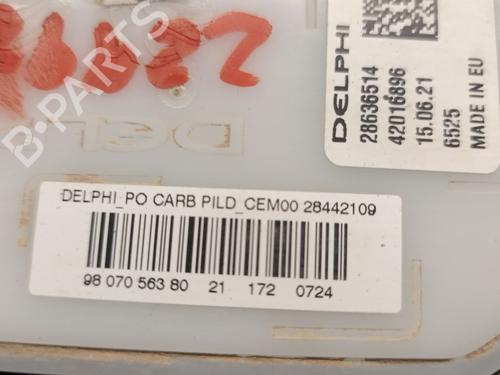 DELPHI
28636514
42016896
15.06.21
6525
MADE IN EU
DEL
DELPHI_PO CARB PILD_CEM00 28442109
98 070 563 80 21 172 0724
B-PARTS